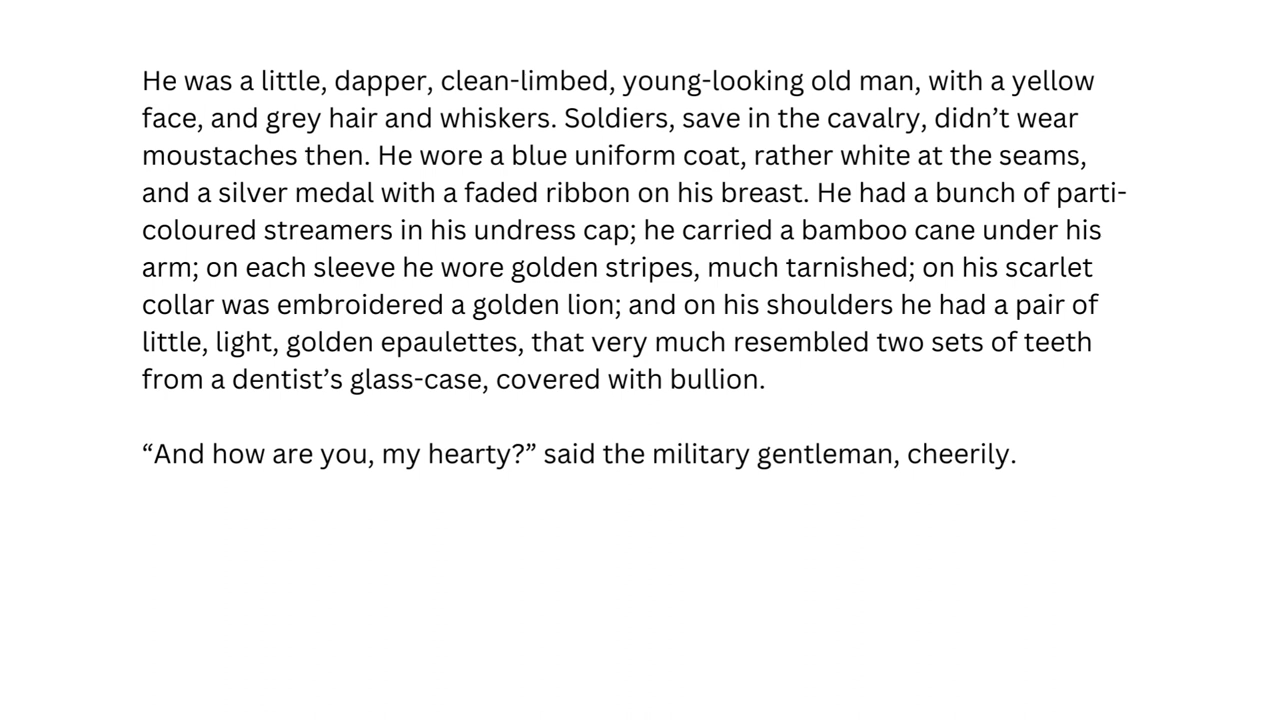 He was a little, dapper, clean-limbed, young-looking old man, with a yellow
face, and grey hair and whiskers. Soldiers, save in the cavalry, didn’t wear
moustaches then. He wore a blue uniform coat, rather white at the seams,
and a silver medal with a faded ribbon on his breast. He had a bunch of parti-
coloured streamers in his undress cap; he carried a bamboo cane under his
arm; on each sleeve he wore golden stripes, much tarnished; on his scarlet
collar was embroidered a golden lion; and on his shoulders he had a pair of
little, light, golden epaulettes, that very much resembled two sets of teeth
from a dentist’s glass-case, covered with bullion.
“And how are you, my hearty?” said the military gentleman, cheerily.